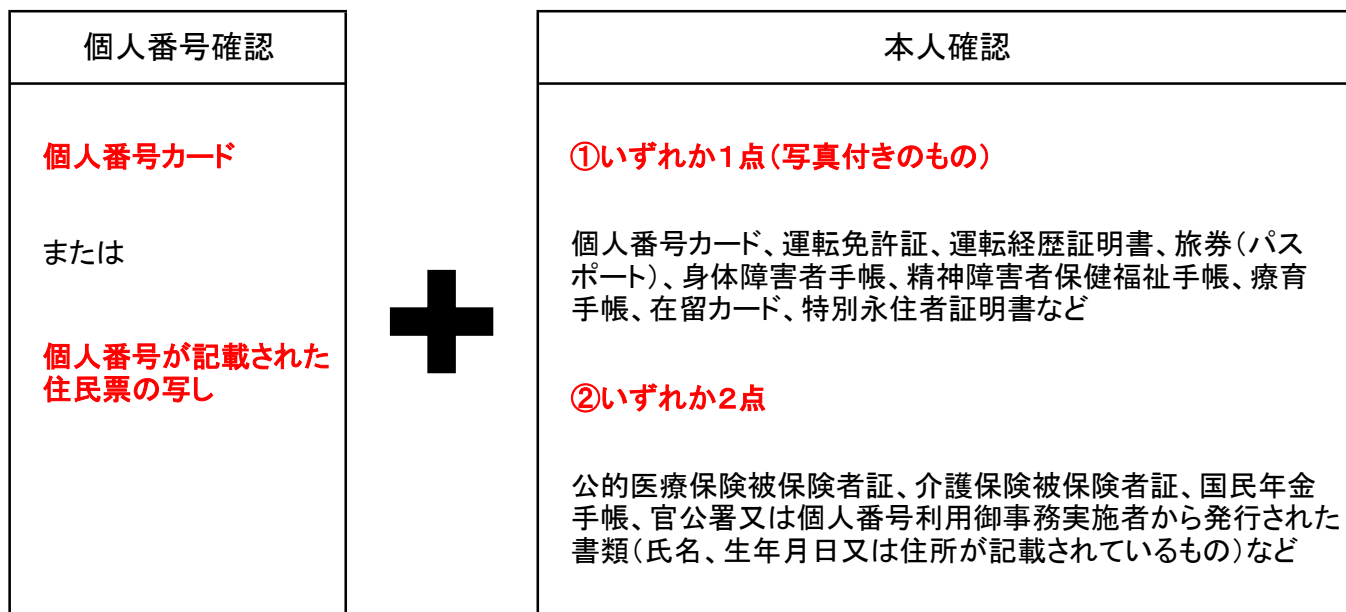 個人番号確認
個人番号カード
または
個人番号が記載された
住民票の写し
本人確認
①いずれか1点(写真付きのもの)
個人番号カード、運転免許証、運転経歴証明書、旅券(パス
ポート)、身体障害者手帳、精神障害者保健福祉手帳、療育
手帳、在留カード、特別永住者証明書など
②いずれか2点
公的医療保険被保険者証、介護保険被保険者証、国民年金
手帳、官公署又は個人番号利用御事務実施者から発行された
書類(氏名、生年月日又は住所が記載されているもの)など